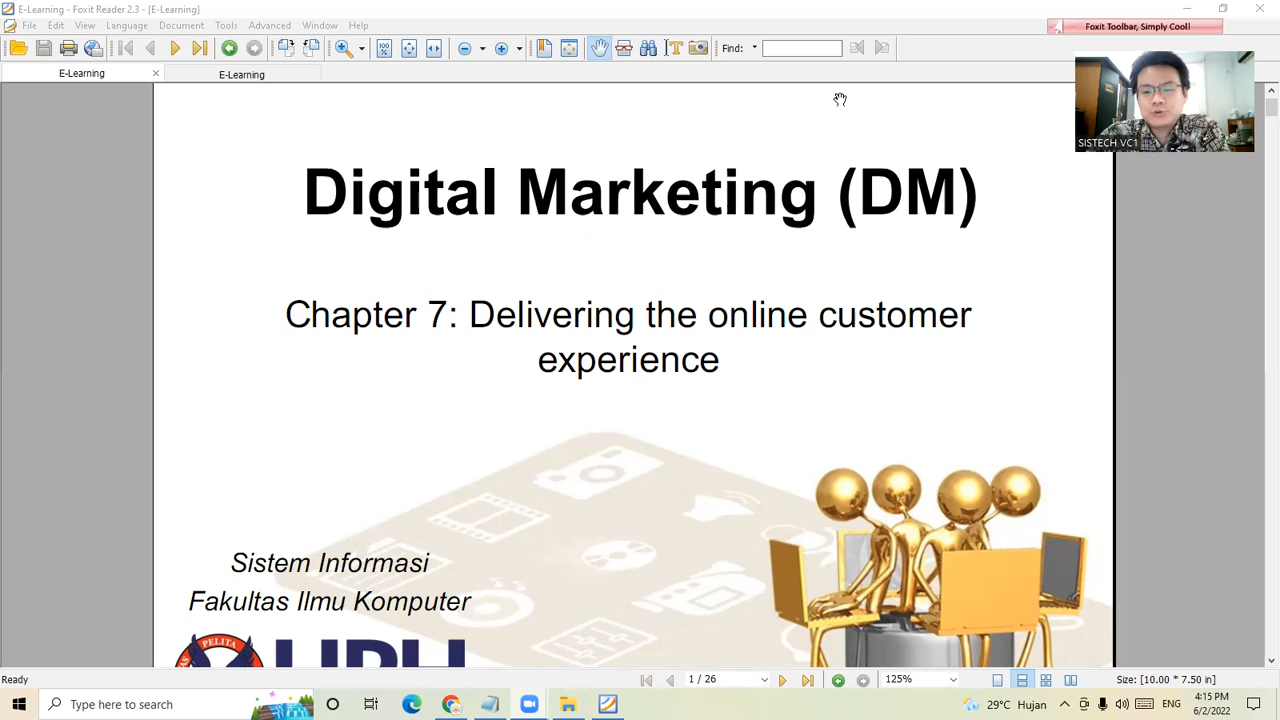 E-Learning - Foxit Reader 2.3 - [E-Learning]
File Edit View Language Document Tools Advanced Window Help
Foxit Toolbar, Simply Cool!
Find:
E-Learning
E-Learning
SISTECH VC1
Digital Marketing (DM)
Chapter 7: Delivering the online customer
experience
Sistem Informasi
Fakultas Ilmu Komputer
PELITA
UPH
Ready
1 / 26
125%
Size: [10.00 * 7.50 in]
Type here to search
29°C Hujan
ENG
4:15 PM
6/2/2022